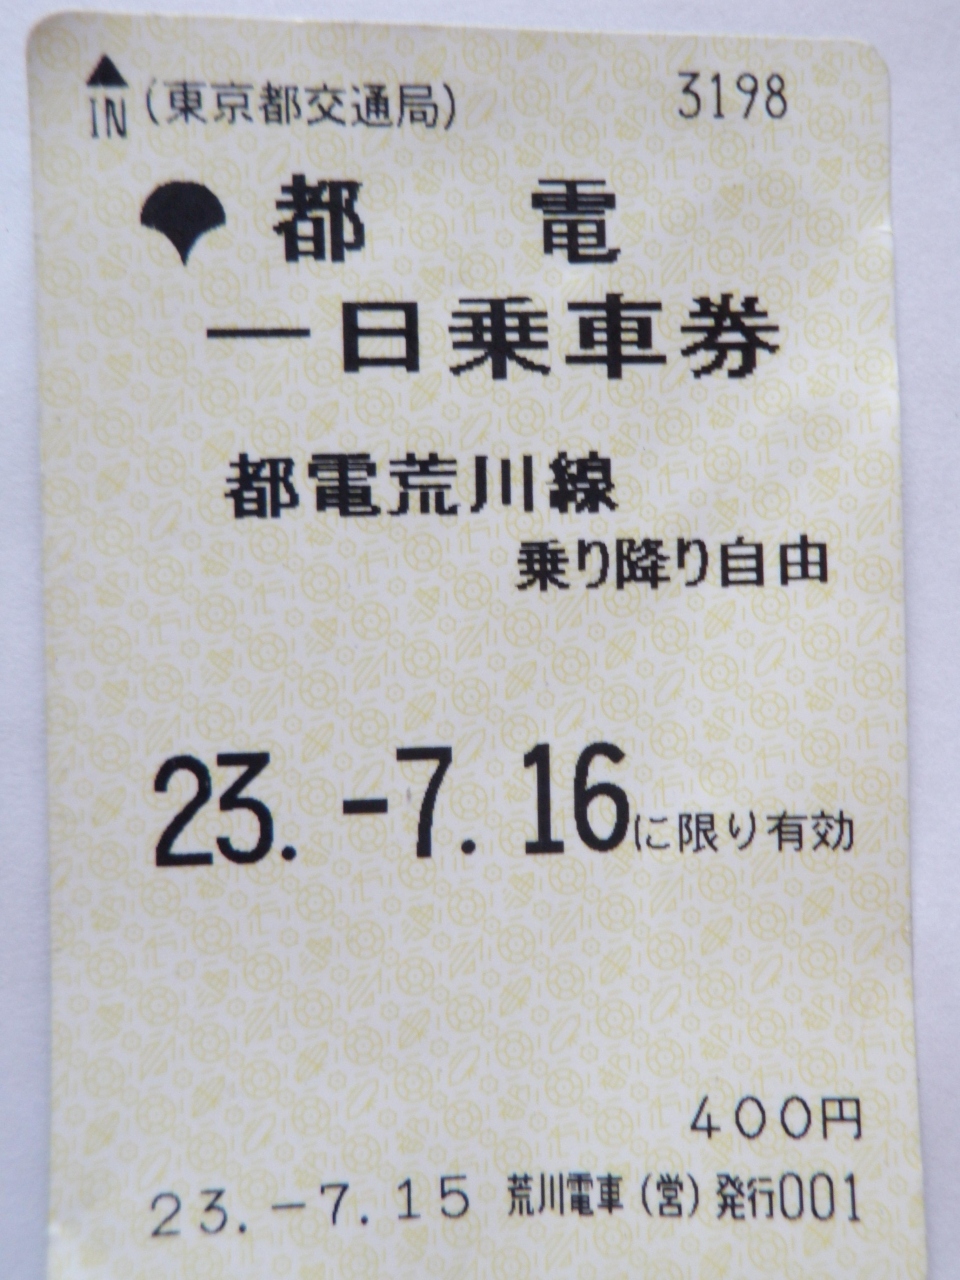 ▲
IN (東京都交通局) 3198
都 電
一日乗車券
都電荒川線
乗り降り自由
23.-7.16に限り有効
400円
23.-7.15 荒川電車(営)発行001